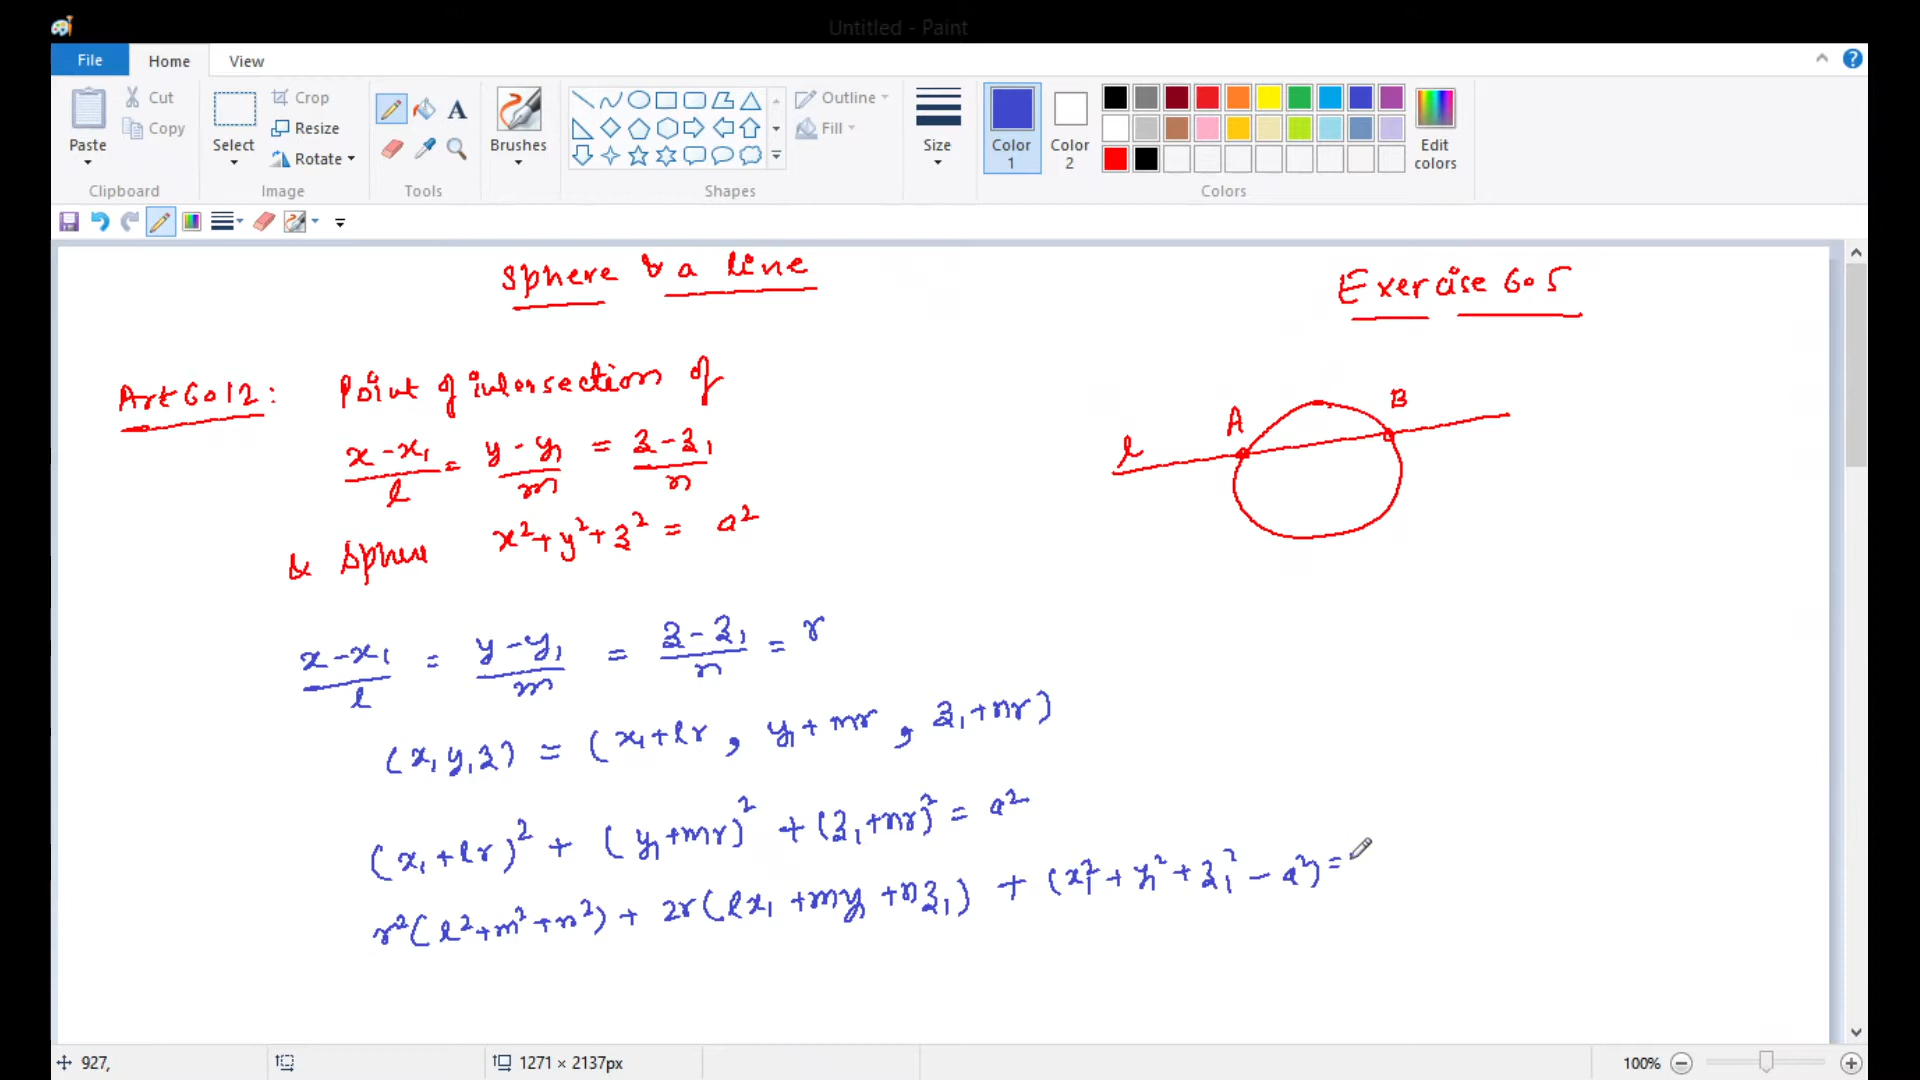 Untitled - Paint
File Home View
Paste
Cut
Copy
Clipboard
Select
Crop
Resize
Rotate
Image
A
Tools
Brushes
Outline
Fill
Shapes
Size
Color 1
Color 2
Edit colors
Colors
Sphere & a line
Exercise 6.5
Art 6.12: Point of intersection of
(x-x₁)/l = (y-y₁)/m = (z-z₁)/n
& Sphere x²+y²+z² = a²
l A B
(x-x₁)/l = (y-y₁)/m = (z-z₁)/n = r
(x, y, z) = (x₁+lr, y₁+mr, z₁+nr)
(x₁+lr)² + (y₁+mr)² + (z₁+nr)² = a²
r²(l²+m²+n²) + 2r(lx₁+my₁+nz₁) + (x₁²+y₁²+z₁²-a²) =
927,
1271 × 2137px
100%